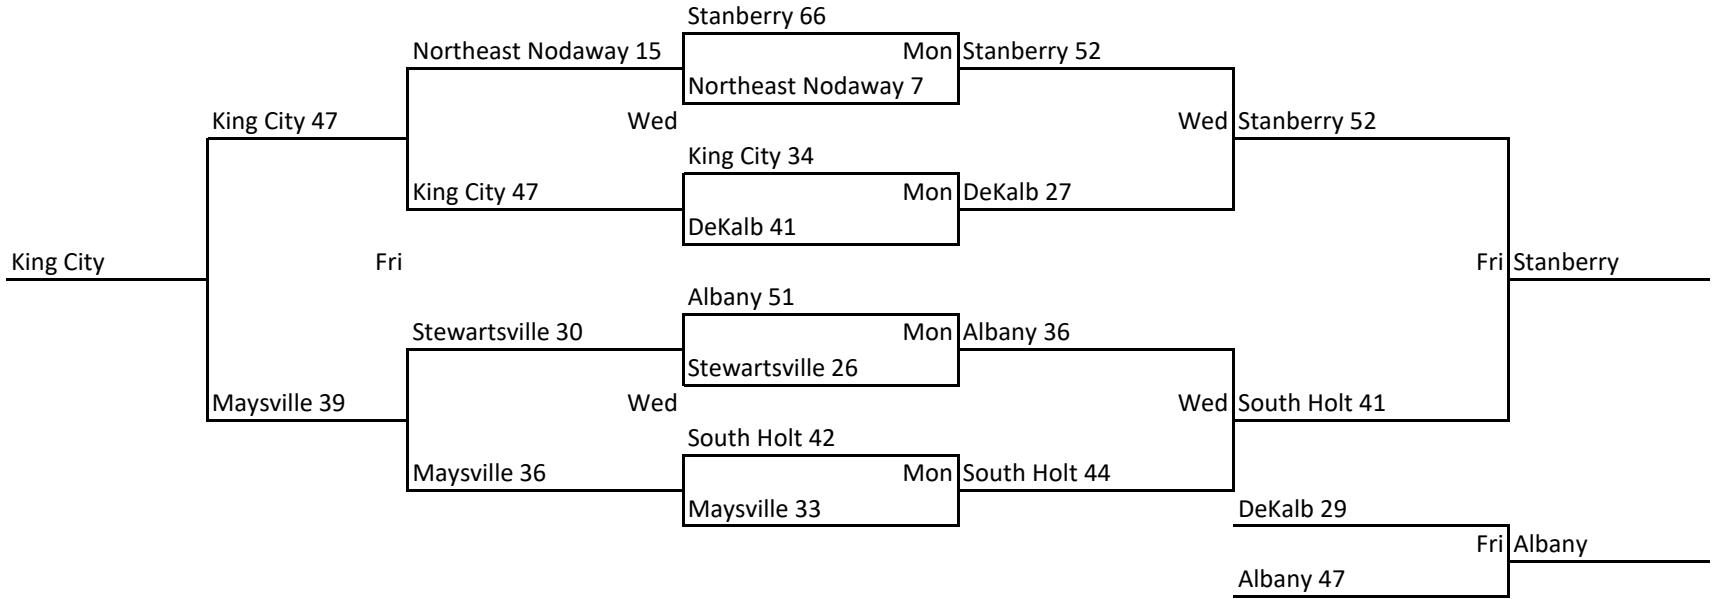 Stanberry 66
Northeast Nodaway 15
Mon Stanberry 52
Northeast Nodaway 7
King City 47
Wed
Wed Stanberry 52
King City 34
King City 47
Mon DeKalb 27
DeKalb 41
King City
Fri
Fri Stanberry
Albany 51
Stewartsville 30
Mon Albany 36
Stewartsville 26
Maysville 39
Wed
Wed South Holt 41
South Holt 42
Maysville 36
Mon South Holt 44
Maysville 33
DeKalb 29
Fri Albany
Albany 47